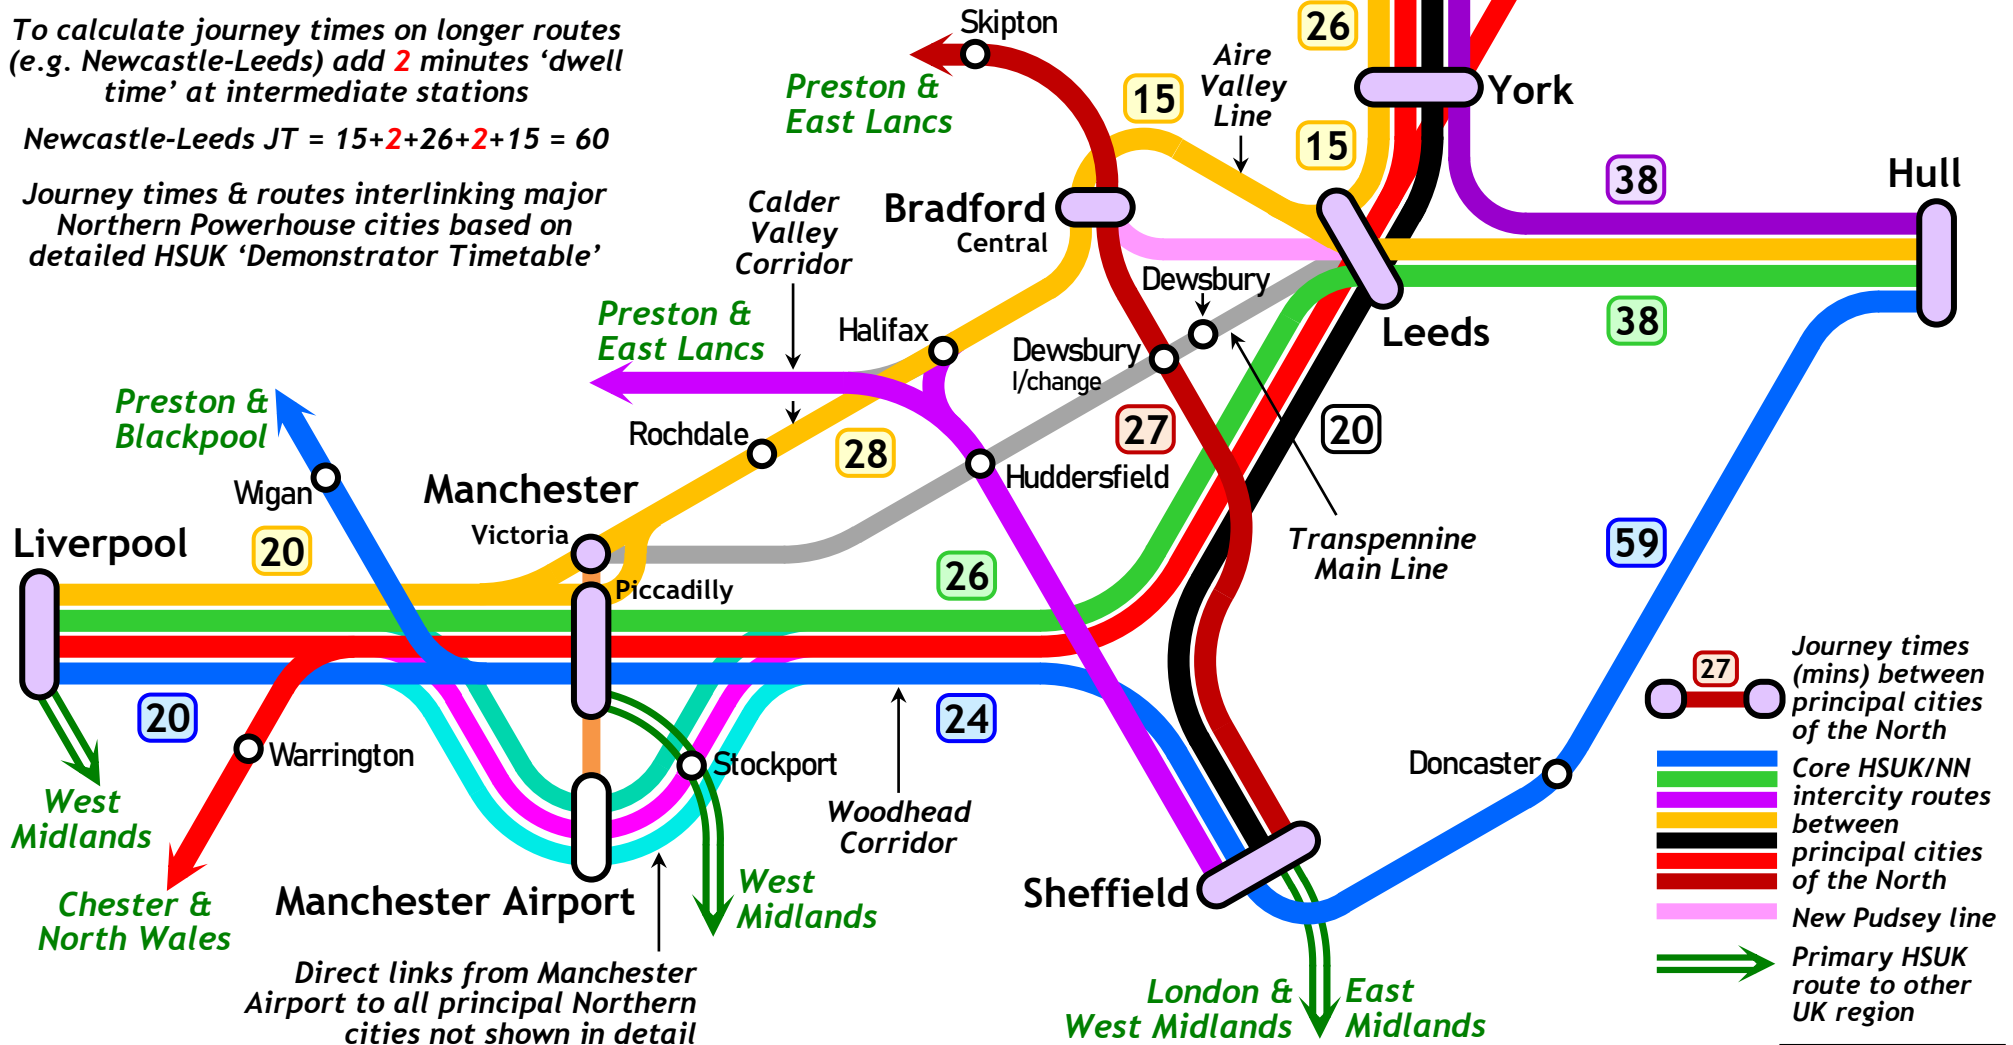 To calculate journey times on longer routes
(e.g. Newcastle-Leeds) add 2 minutes ‘dwell
time’ at intermediate stations
Newcastle-Leeds JT = 15+2+26+2+15 = 60
Journey times & routes interlinking major
Northern Powerhouse cities based on
detailed HSUK ‘Demonstrator Timetable’
Skipton
Preston &
East Lancs
15
Aire
Valley
Line
26
York
15
38
Hull
Calder
Valley
Corridor
Bradford
Central
Dewsbury
38
Leeds
Preston &
East Lancs
Halifax
Dewsbury
I/change
Preston &
Blackpool
Rochdale
28
27
20
Wigan
Manchester
Victoria
Huddersfield
Transpennine
Main Line
59
Liverpool
20
Piccadilly
26
20
Warrington
Stockport
24
Woodhead
Corridor
Doncaster
West
Midlands
Chester &
North Wales
Manchester Airport
West
Midlands
Sheffield
Direct links from Manchester
Airport to all principal Northern
cities not shown in detail
London &
West Midlands
East
Midlands
27
Journey times
(mins) between
principal cities
of the North
Core HSUK/NN
intercity routes
between
principal cities
of the North
New Pudsey line
Primary HSUK
route to other
UK region